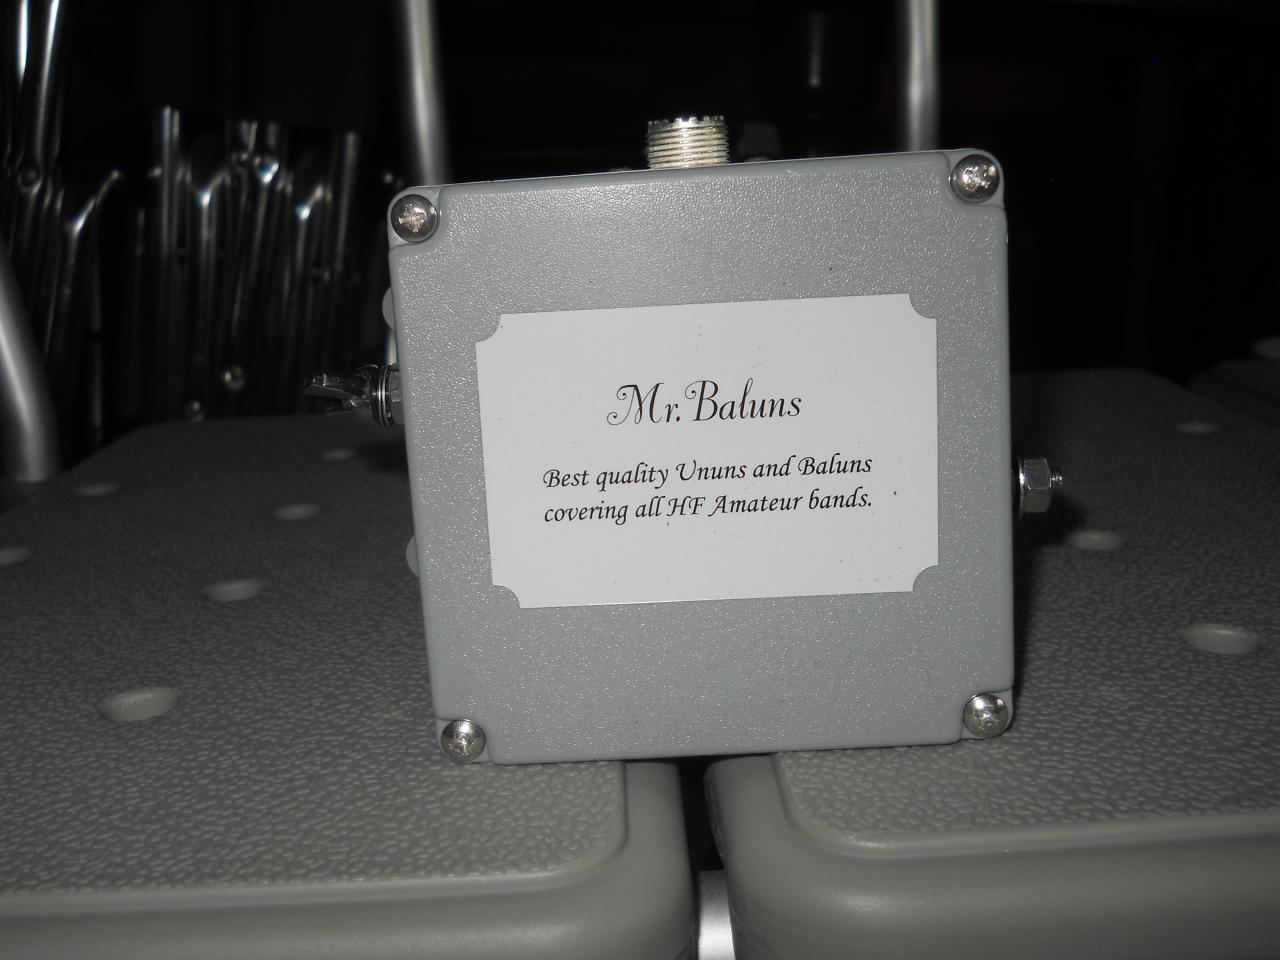 Mr. Baluns
Best quality Ununs and Baluns
covering all HF Amateur bands.